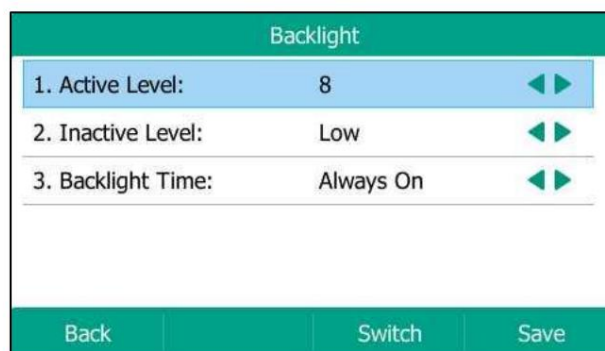 Backlight
1. Active Level: 8
2. Inactive Level: Low
3. Backlight Time: Always On
Back Switch Save